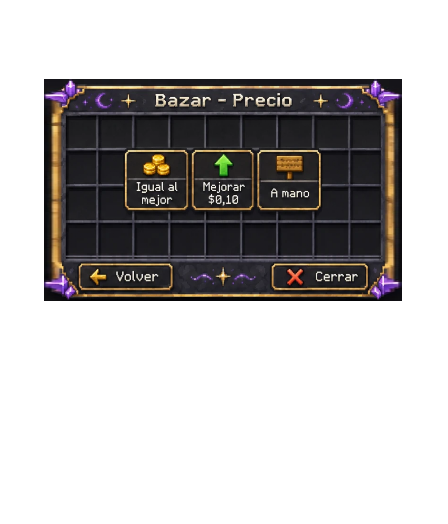 Bazar - Precio
Igual al
mejor
Mejorar
$0,10
A mano
Volver
Cerrar